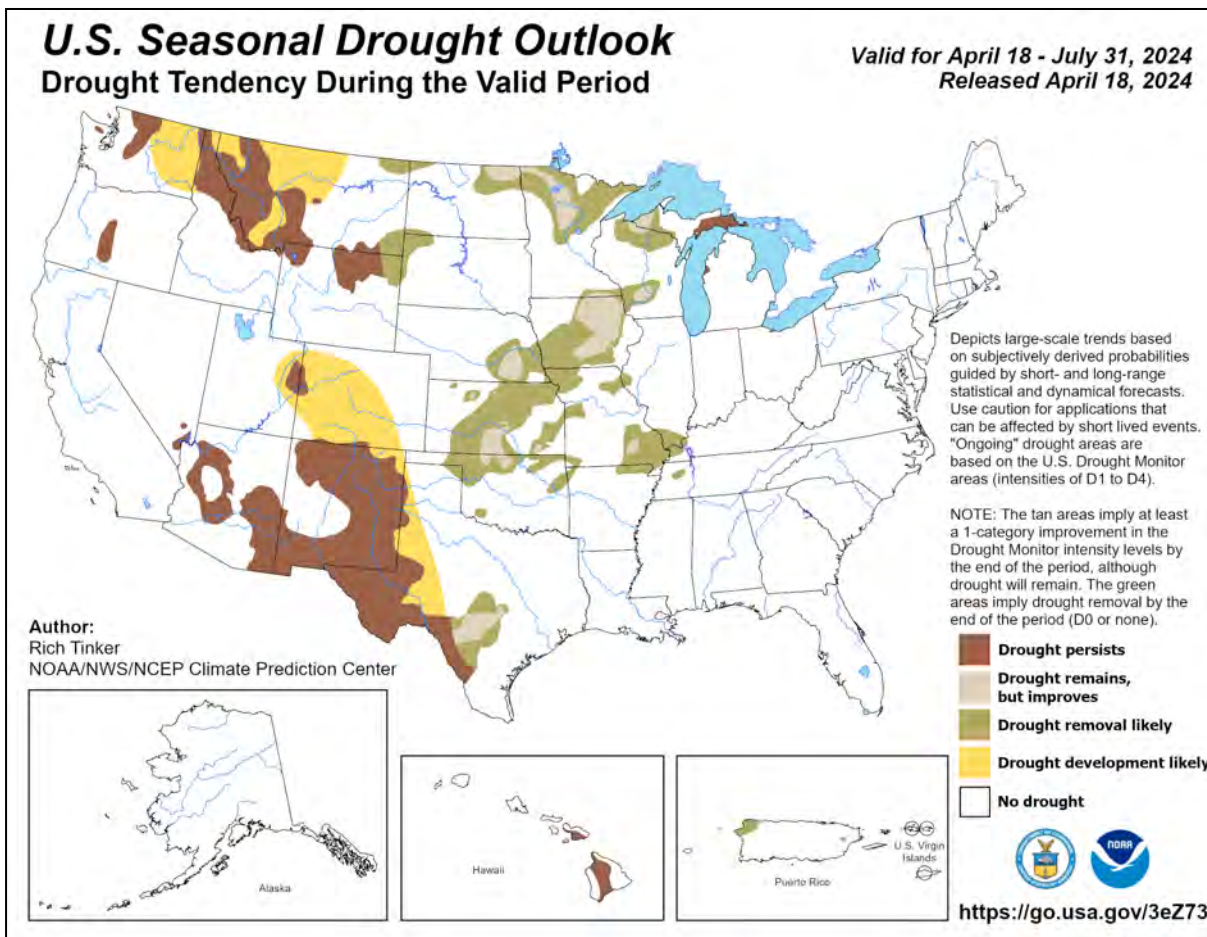 U.S. Seasonal Drought Outlook
Drought Tendency During the Valid Period
Valid for April 18 - July 31, 2024
Released April 18, 2024
Depicts large-scale trends based
on subjectively derived probabilities
guided by short- and long-range
statistical and dynamical forecasts.
Use caution for applications that
can be affected by short lived events.
"Ongoing" drought areas are
based on the U.S. Drought Monitor
areas (intensities of D1 to D4).
NOTE: The tan areas imply at least
a 1-category improvement in the
Drought Monitor intensity levels by
the end of the period, although
drought will remain. The green
areas imply drought removal by the
end of the period (D0 or none).
Author:
Rich Tinker
NOAA/NWS/NCEP Climate Prediction Center
Drought persists
Drought remains,
but improves
Drought removal likely
Drought development likely
No drought
Alaska
Hawaii
Puerto Rico
U.S. Virgin
Islands
NOAA
https://go.usa.gov/3eZ73